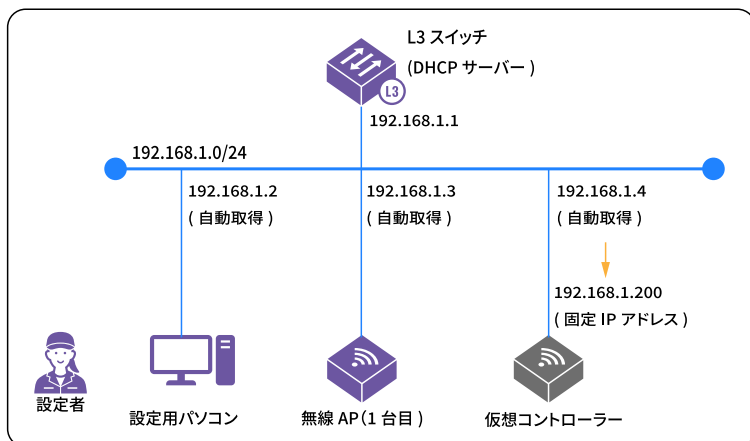 L3 スイッチ
(DHCP サーバー )
L3
192.168.1.1
192.168.1.0/24
192.168.1.2
( 自動取得 )
192.168.1.3
( 自動取得 )
192.168.1.4
( 自動取得 )
192.168.1.200
( 固定 IP アドレス )
設定者
設定用パソコン
無線 AP（1 台目 )
仮想コントローラー